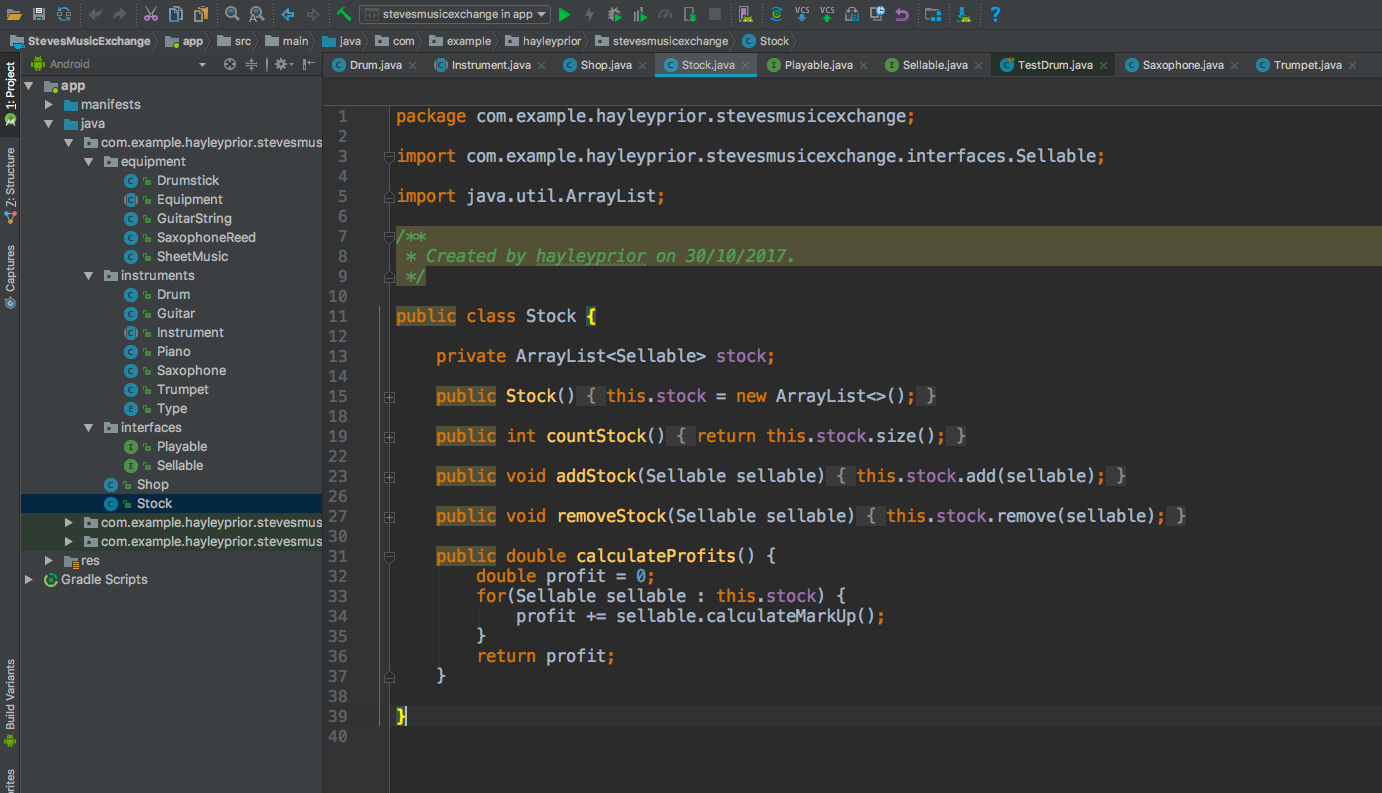 stevesmusicexchange in app
VCS VCS
StevesMusicExchange app src main java com example hayleyprior stevesmusicexchange Stock
Android
Drum.java Instrument.java Shop.java Stock.java Playable.java Sellable.java TestDrum.java Saxophone.java Trumpet.java
1: Project
Z: Structure
Captures
Build Variants
app
manifests
java
com.example.hayleyprior.stevesmus
equipment
C Drumstick
C Equipment
C GuitarString
C SaxophoneReed
C SheetMusic
instruments
C Drum
C Guitar
C Instrument
C Piano
C Saxophone
C Trumpet
E Type
interfaces
I Playable
I Sellable
C Shop
C Stock
com.example.hayleyprior.stevesmus
com.example.hayleyprior.stevesmus
res
Gradle Scripts
1 package com.example.hayleyprior.stevesmusicexchange;
2
3 import com.example.hayleyprior.stevesmusicexchange.interfaces.Sellable;
4
5 import java.util.ArrayList;
6
7 /**
8 * Created by hayleyprior on 30/10/2017.
9 */
10
11 public class Stock {
12
13 private ArrayList<Sellable> stock;
14
15 public Stock() { this.stock = new ArrayList<>(); }
18
19 public int countStock() { return this.stock.size(); }
22
23 public void addStock(Sellable sellable) { this.stock.add(sellable); }
26
27 public void removeStock(Sellable sellable) { this.stock.remove(sellable); }
30
31 public double calculateProfits() {
32 double profit = 0;
33 for(Sellable sellable : this.stock) {
34 profit += sellable.calculateMarkUp();
35 }
36 return profit;
37 }
38
39 }
40